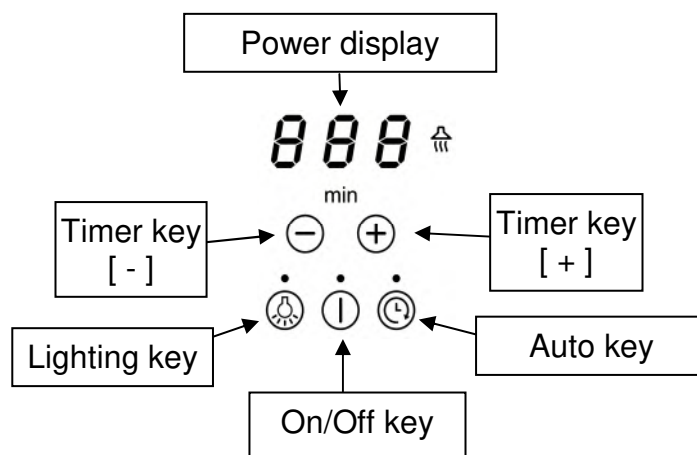 Power display
888
min
Timer key
[ - ]
Timer key
[ + ]
Lighting key
Auto key
On/Off key